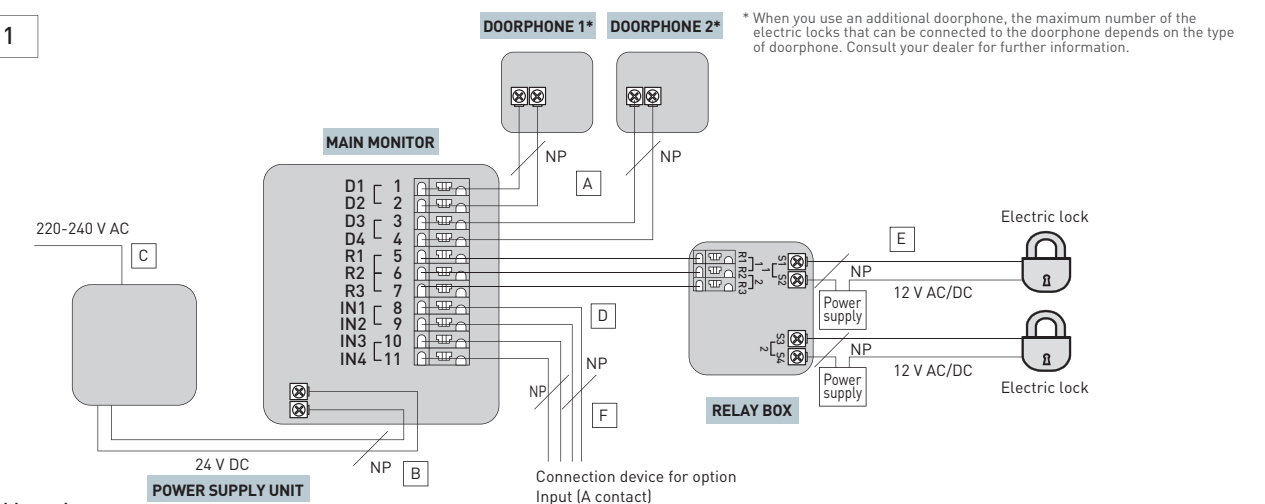 1
DOORPHONE 1*
DOORPHONE 2*
* When you use an additional doorphone, the maximum number of the
electric locks that can be connected to the doorphone depends on the type
of doorphone. Consult your dealer for further information.
MAIN MONITOR
NP
NP
A
D1 1
D2 2
D3 3
D4 4
R1 5
R2 6
R3 7
IN1 8
IN2 9
IN3 10
IN4 11
220-240 V AC
C
24 V DC
NP
B
POWER SUPPLY UNIT
D
NP
NP
F
Connection device for option
Input (A contact)
R1
R2
R3
1
2
1
S1
S2
2
S3
S4
RELAY BOX
E
NP
Power
supply
12 V AC/DC
Electric lock
NP
Power
supply
12 V AC/DC
Electric lock